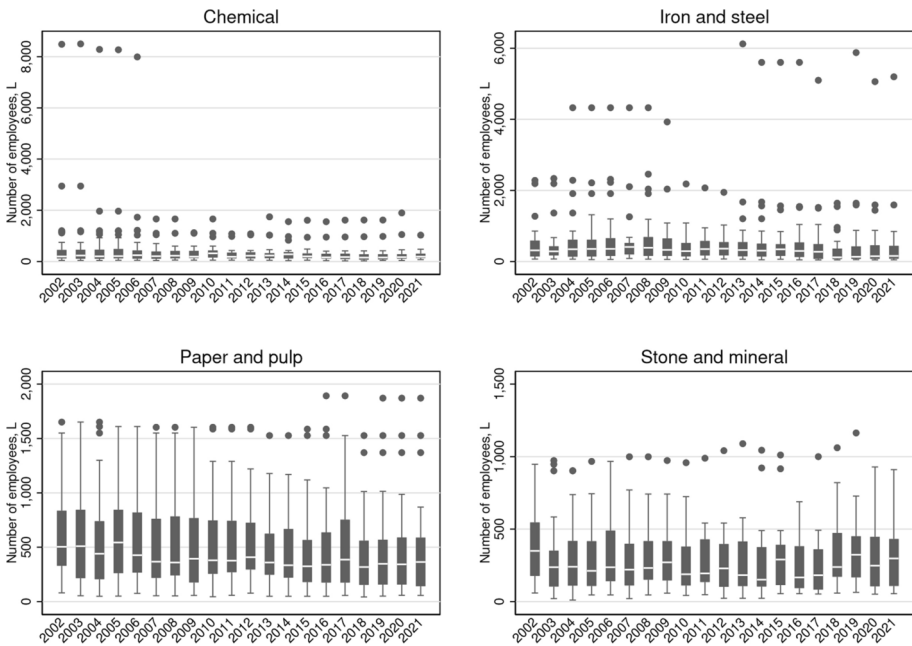 Chemical
Number of employees, L
8,000
6,000
4,000
2,000
0
2002 2003 2004 2005 2006 2007 2008 2009 2010 2011 2012 2013 2014 2015 2016 2017 2018 2019 2020 2021
Iron and steel
Number of employees, L
6,000
4,000
2,000
0
2002 2003 2004 2005 2006 2007 2008 2009 2010 2011 2012 2013 2014 2015 2016 2017 2018 2019 2020 2021
Paper and pulp
Number of employees, L
2,000
1,500
1,000
500
0
2002 2003 2004 2005 2006 2007 2008 2009 2010 2011 2012 2013 2014 2015 2016 2017 2018 2019 2020 2021
Stone and mineral
Number of employees, L
1,500
1,000
500
0
2002 2003 2004 2005 2006 2007 2008 2009 2010 2011 2012 2013 2014 2015 2016 2017 2018 2019 2020 2021